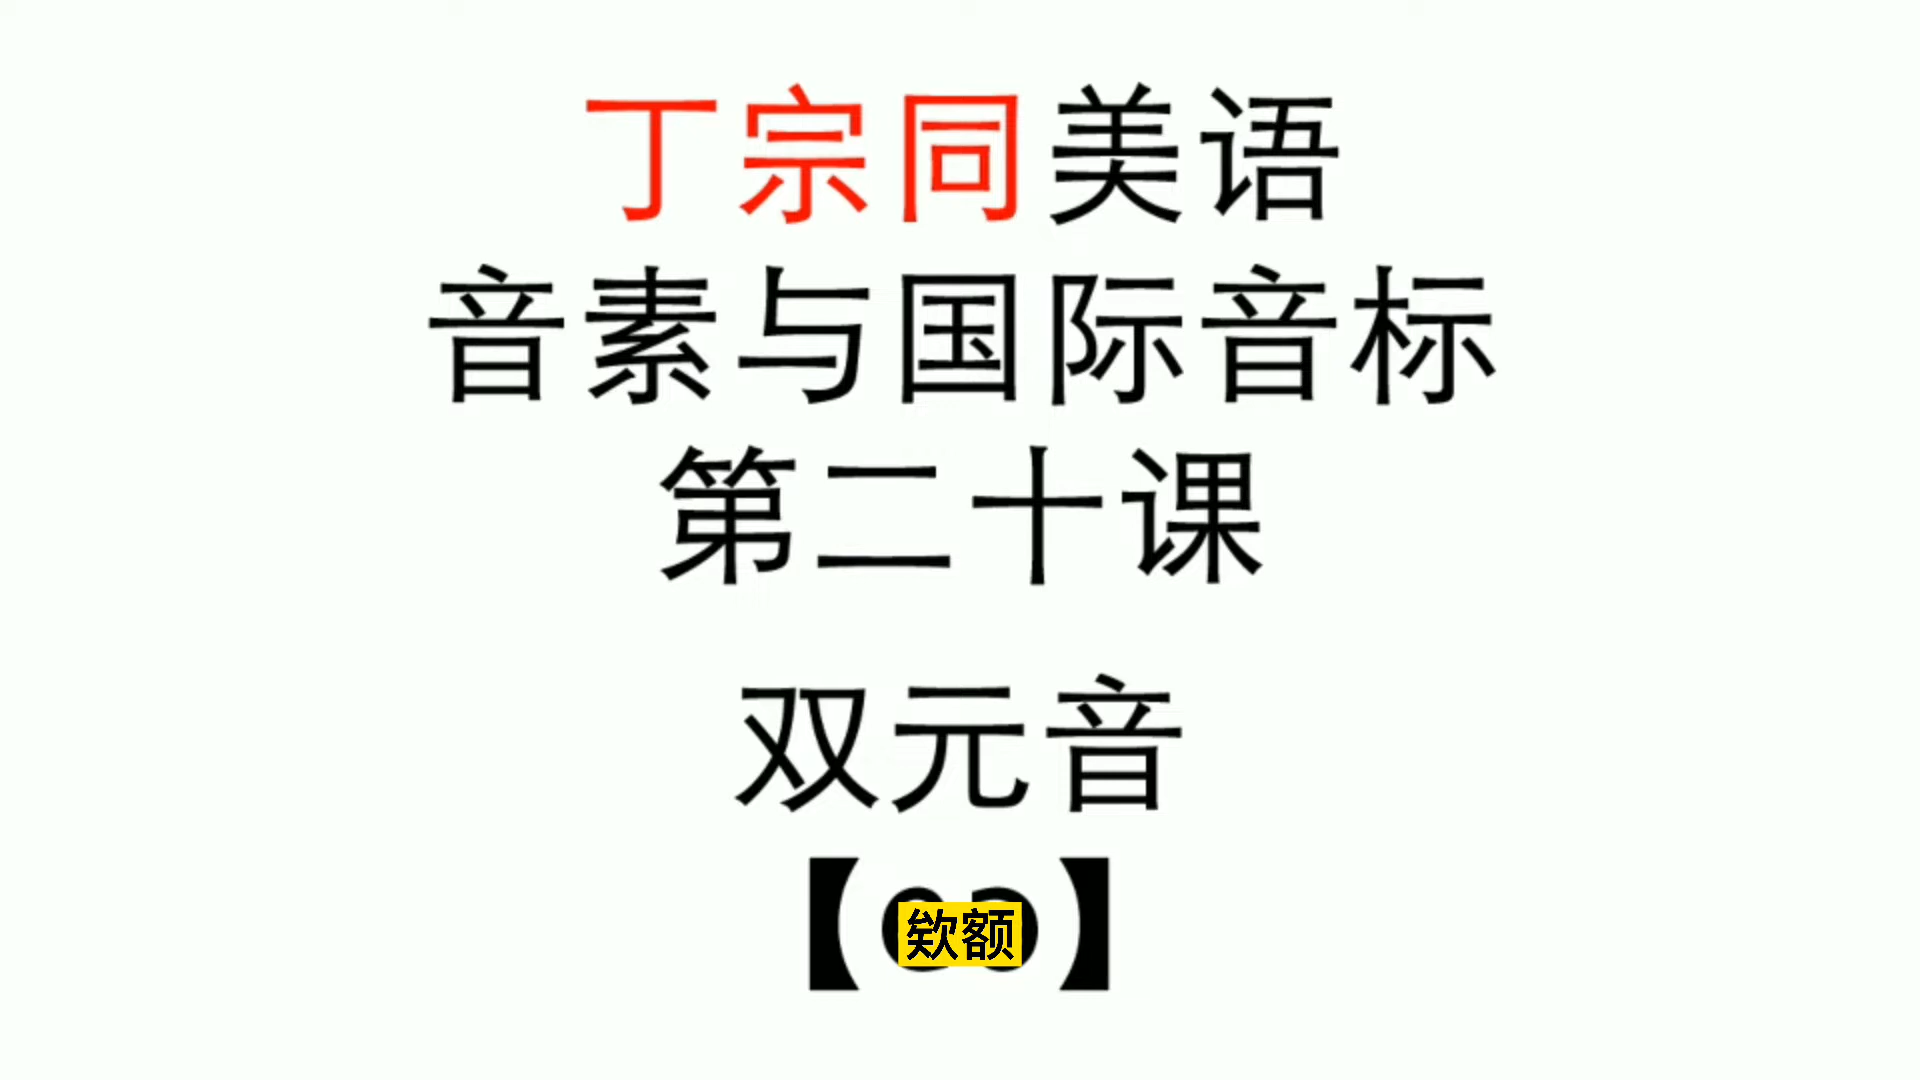 丁宗同美语
音素与国际音标
第二十课
双元音
【eə】
欸额